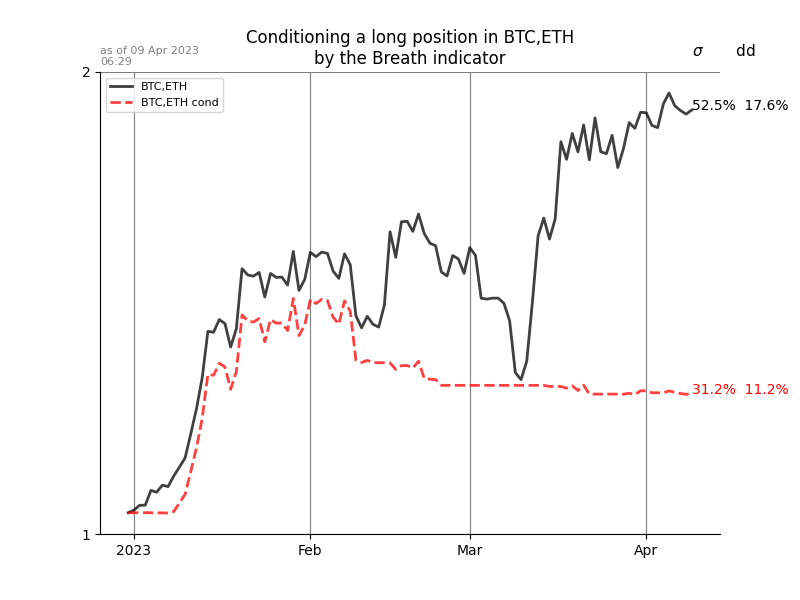 Conditioning a long position in BTC,ETH
by the Breath indicator
as of 09 Apr 2023
06:29
σ dd
2
BTC,ETH
BTC,ETH cond
52.5% 17.6%
31.2% 11.2%
1
2023 Feb Mar Apr